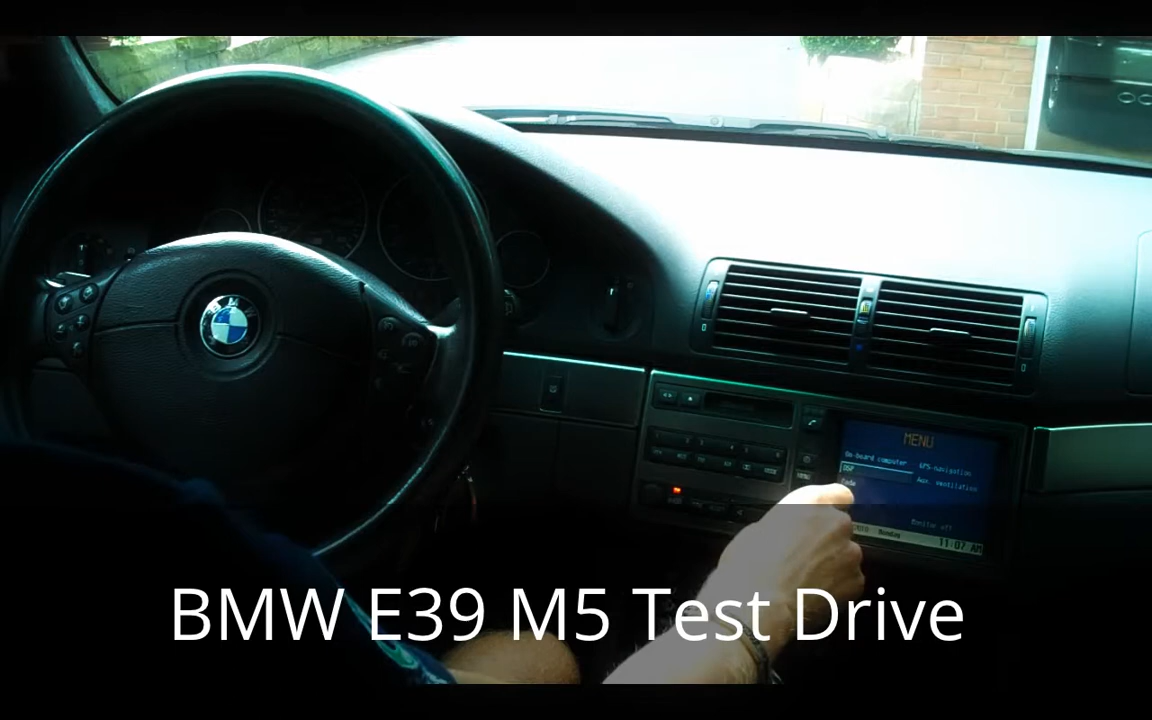 MENU
On-board computer GPS-navigation
DSP Aux. ventilation
Code
Monitor off
Monday 11:07 AM
BMW E39 M5 Test Drive